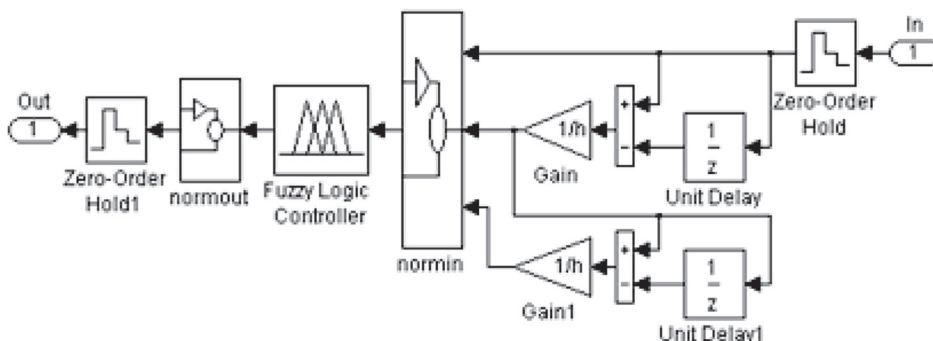 In
1
Zero-Order
Hold
+
−
1/h
Gain
1
z
Unit Delay
Out
1
Zero-Order
Hold1
normout
Fuzzy Logic
Controller
normin
+
−
1/h
Gain1
1
z
Unit Delay1